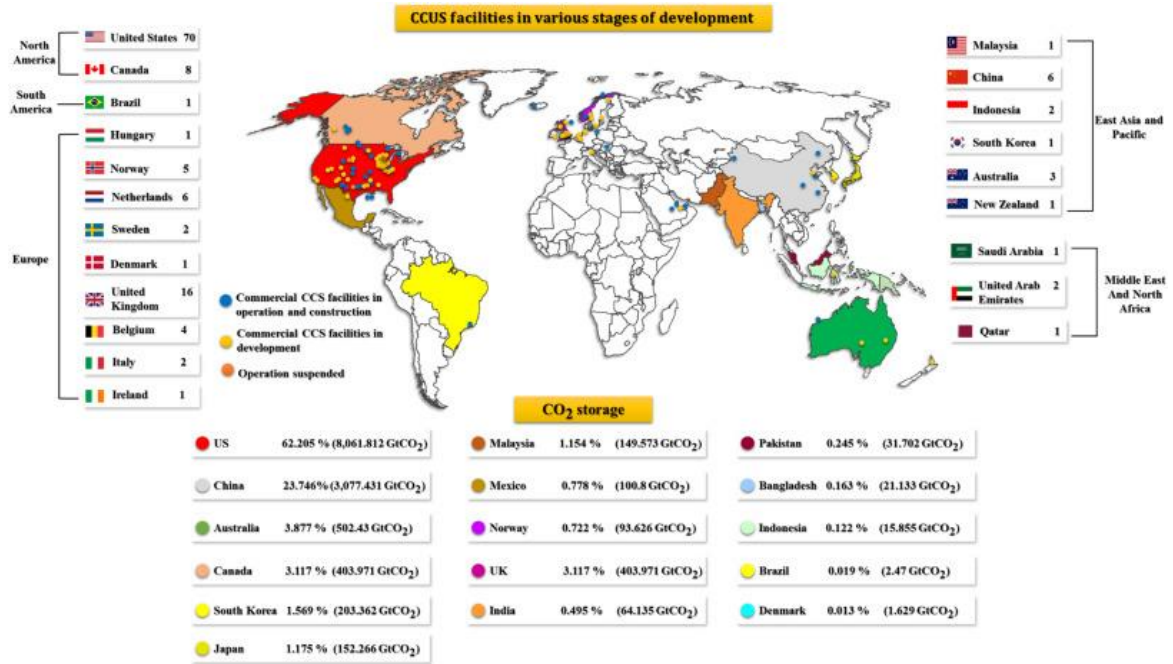 CCUS facilities in various stages of development
North
America
United States 70
Canada 8
South
America
Brazil 1
Europe
Hungary 1
Norway 5
Netherlands 6
Sweden 2
Denmark 1
United
Kingdom 16
Belgium 4
Italy 2
Ireland 1
Commercial CCS facilities in
operation and construction
Commercial CCS facilities in
development
Operation suspended
Malaysia 1
China 6
Indonesia 2
South Korea 1
Australia 3
New Zealand 1
East Asia and
Pacific
Saudi Arabia 1
United Arab
Emirates 2
Qatar 1
Middle East
And North
Africa
CO2 storage
US 62.205 % (8,061.812 GtCO2)
China 23.746% (3,077.431 GtCO2)
Australia 3.877 % (502.43 GtCO2)
Canada 3.117 % (403.971 GtCO2)
South Korea 1.569 % (203.362 GtCO2)
Japan 1.175 % (152.266 GtCO2)
Malaysia 1.154 % (149.573 GtCO2)
Mexico 0.778 % (100.8 GtCO2)
Norway 0.722 % (93.626 GtCO2)
UK 3.117 % (403.971 GtCO2)
India 0.495 % (64.135 GtCO2)
Pakistan 0.245 % (31.702 GtCO2)
Bangladesh 0.163 % (21.133 GtCO2)
Indonesia 0.122 % (15.855 GtCO2)
Brazil 0.019 % (2.47 GtCO2)
Denmark 0.013 % (1.629 GtCO2)